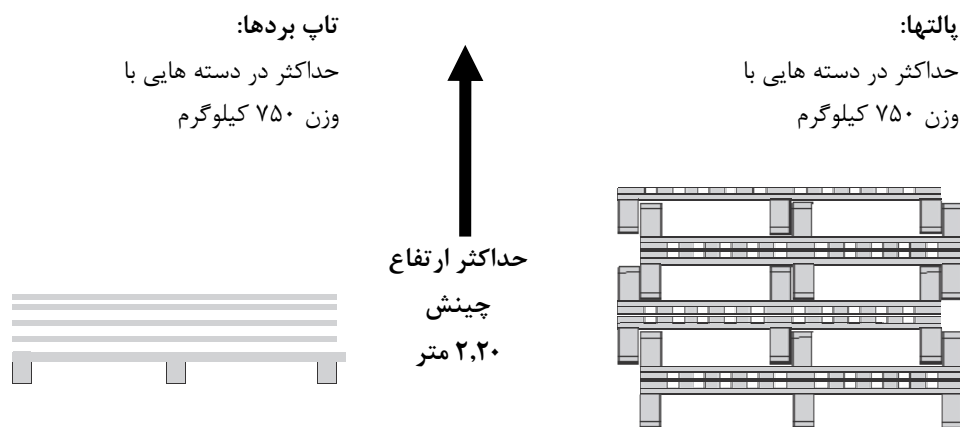 پالتها:
حداکثر در دسته هایی با
وزن ۷۵۰ کیلوگرم
حداکثر ارتفاع
چینش
۲,۲۰ متر
تاپ بردها:
حداکثر در دسته هایی با
وزن ۷۵۰ کیلوگرم